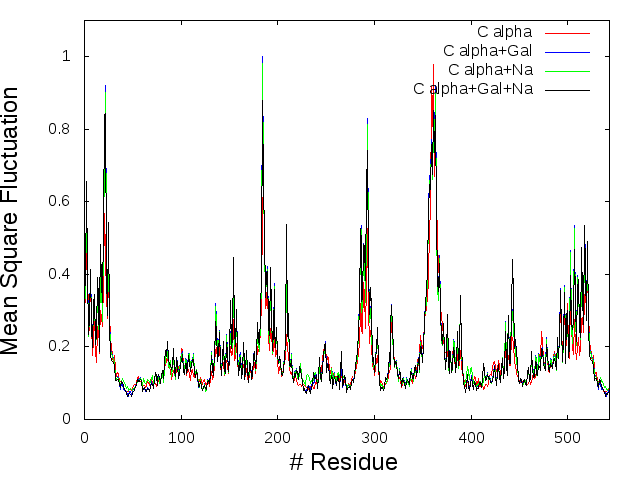 C alpha
C alpha+Gal
C alpha+Na
C alpha+Gal+Na
Mean Square Fluctuation
1
0.8
0.6
0.4
0.2
0
0 100 200 300 400 500
# Residue